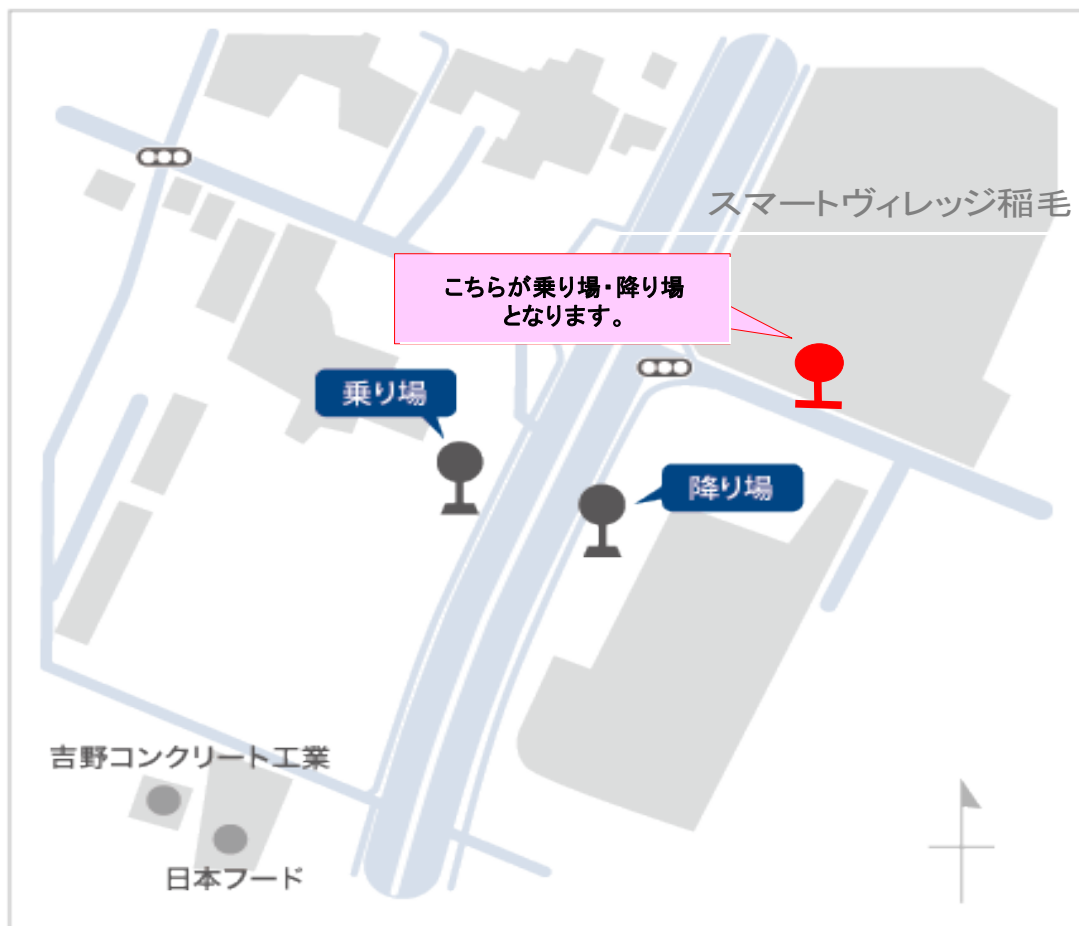 スマートヴィレッジ稲毛
こちらが乗り場・降り場
となります。
乗り場
降り場
吉野コンクリート工業
日本フード